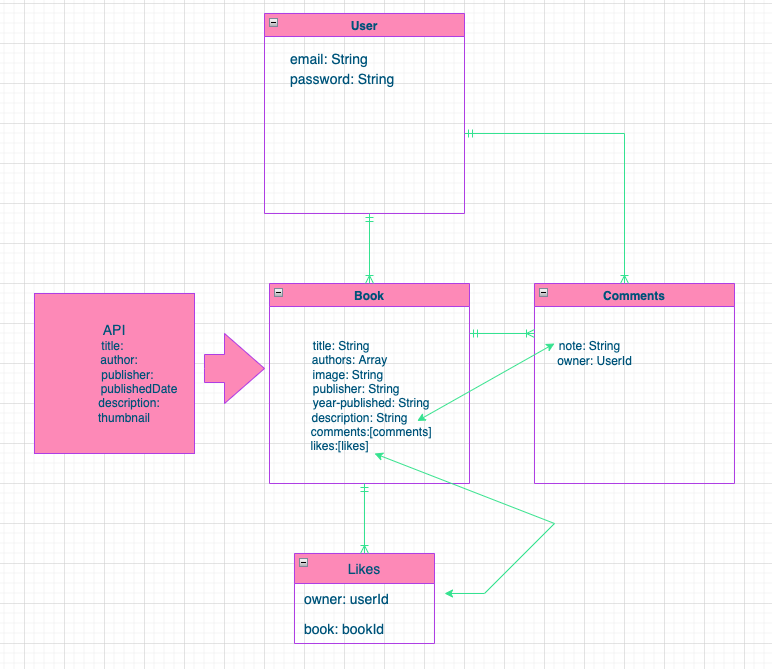 User
email: String
password: String
API
title:
author:
publisher:
publishedDate
description:
thumbnail
Book
title: String
authors: Array
image: String
publisher: String
year-published: String
description: String
comments:[comments]
likes:[likes]
Comments
note: String
owner: UserId
Likes
owner: userId
book: bookId